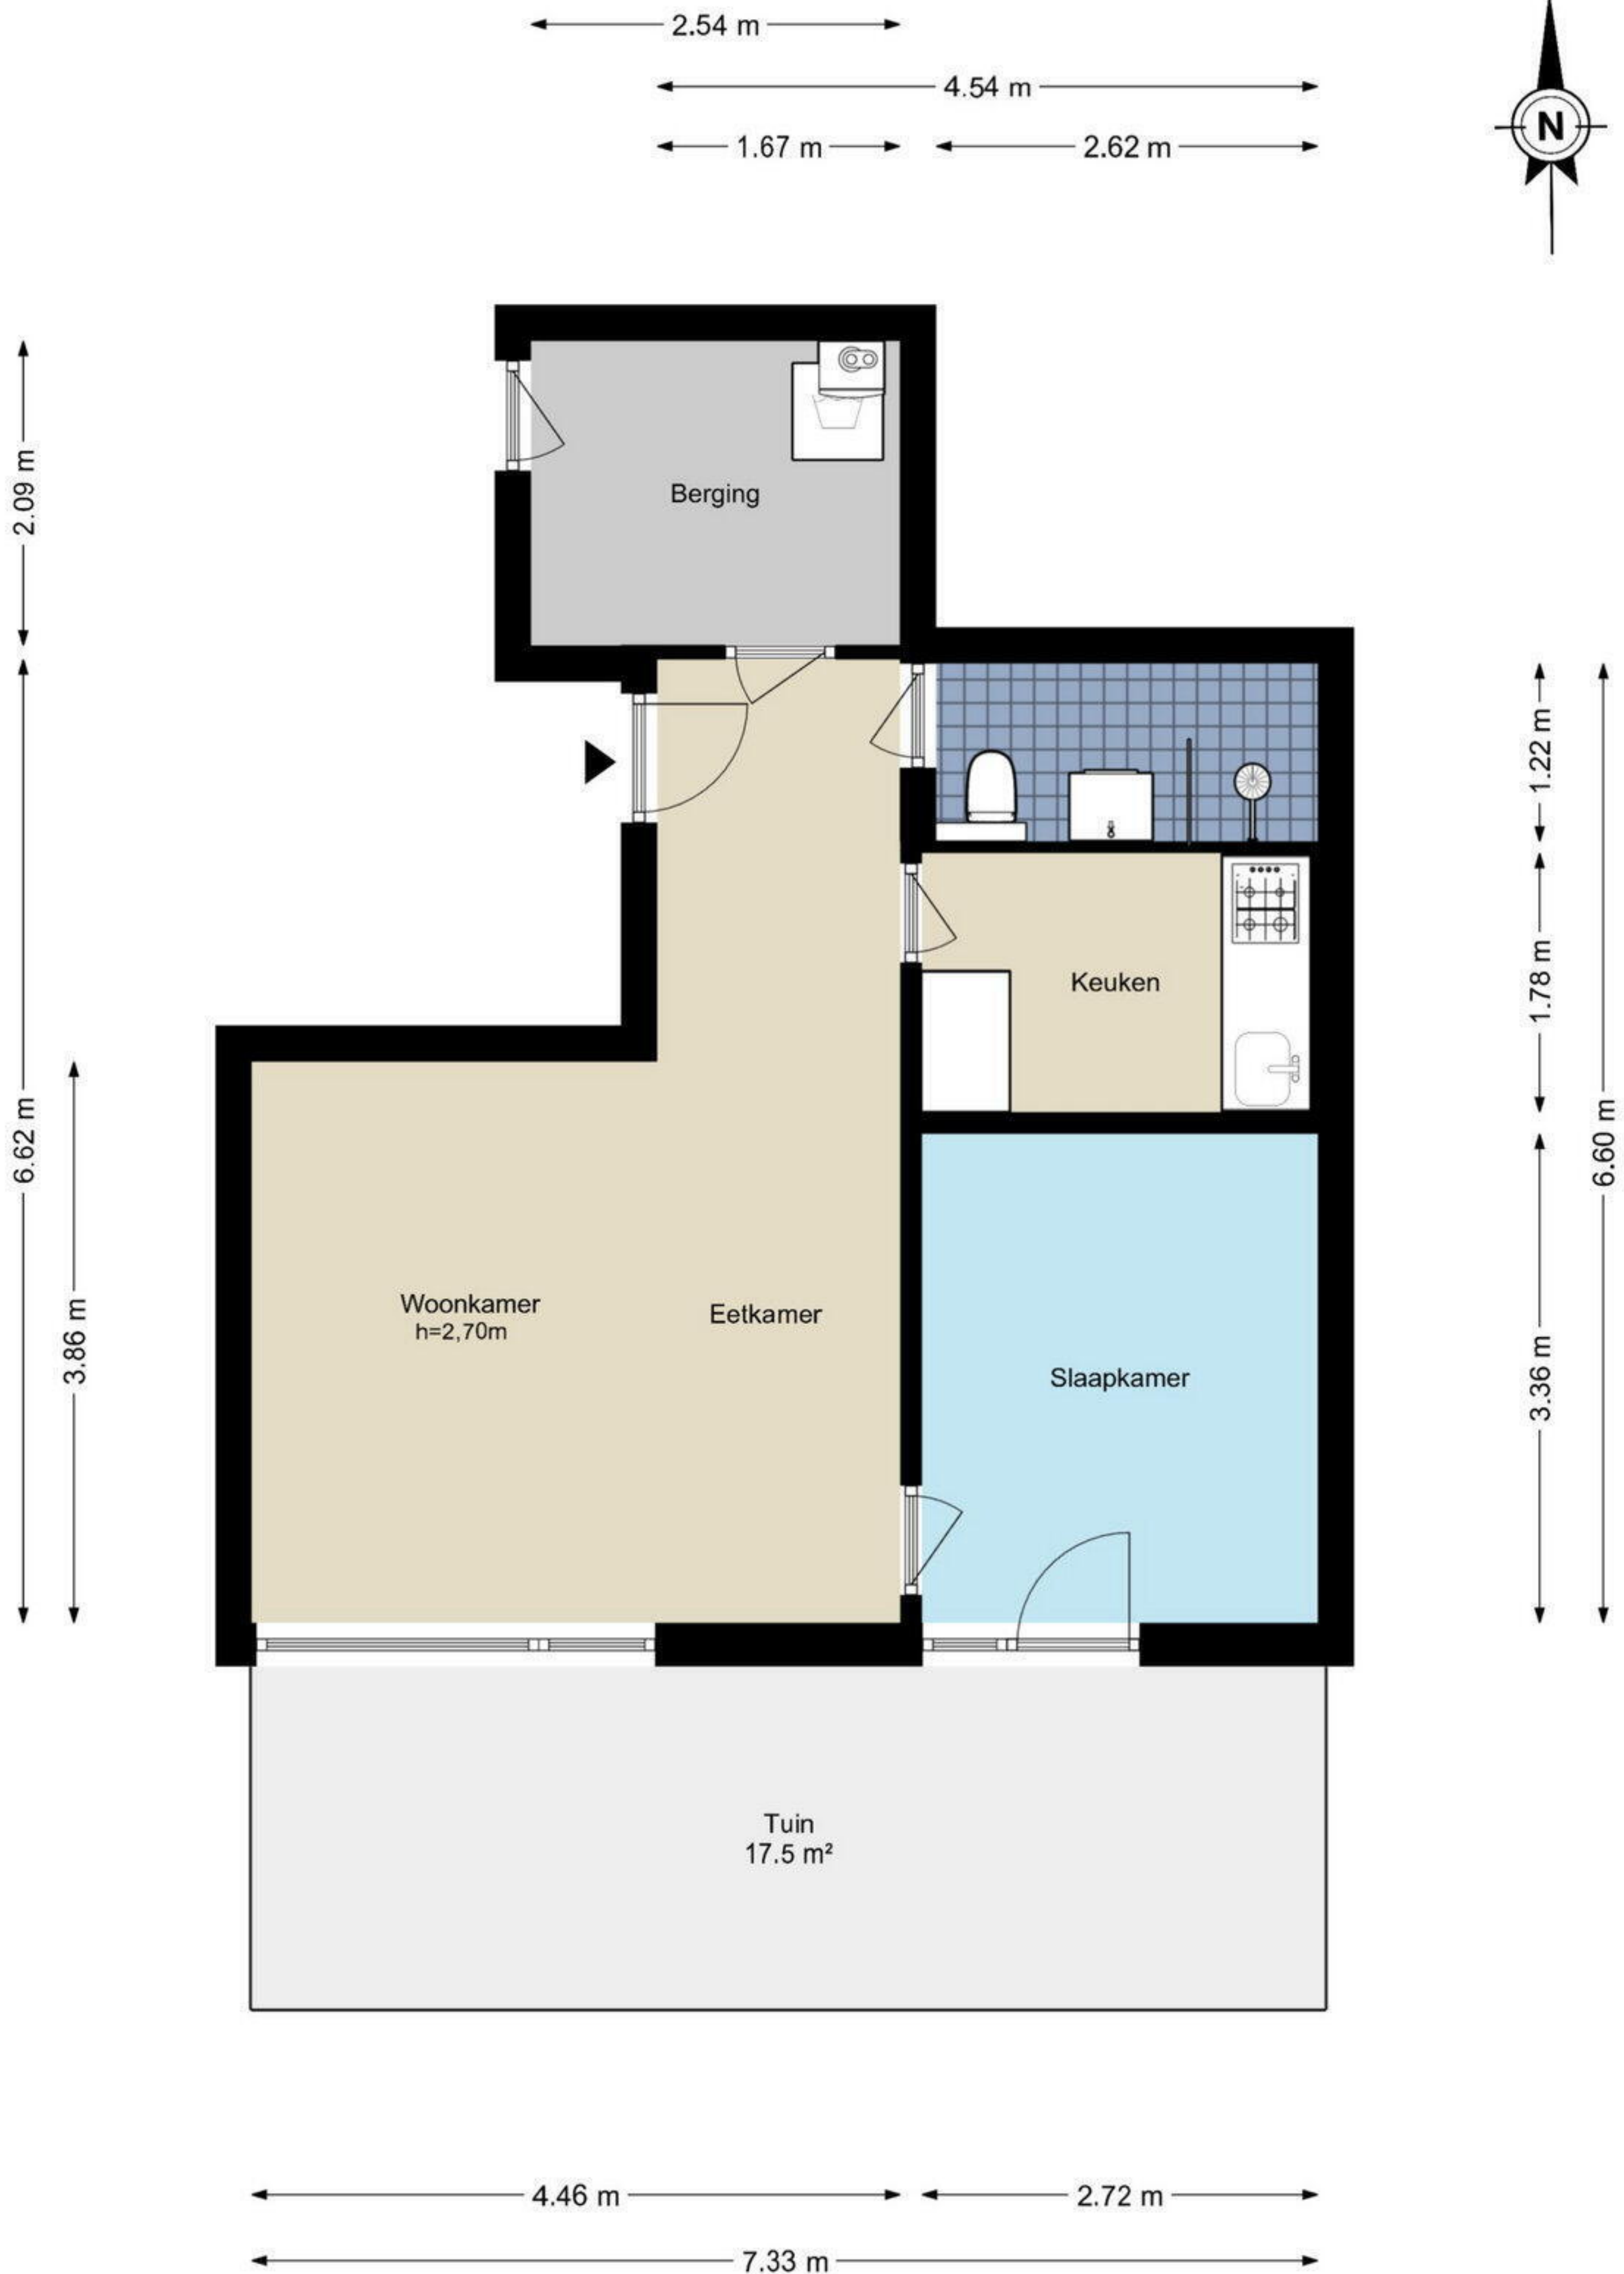 2.54 m
4.54 m
1.67 m
2.62 m
N
2.09 m
Berging
1.22 m
1.78 m
Keuken
6.62 m
6.60 m
3.86 m
Woonkamer
h=2,70m
Eetkamer
3.36 m
Slaapkamer
Tuin
17.5 m²
4.46 m
2.72 m
7.33 m